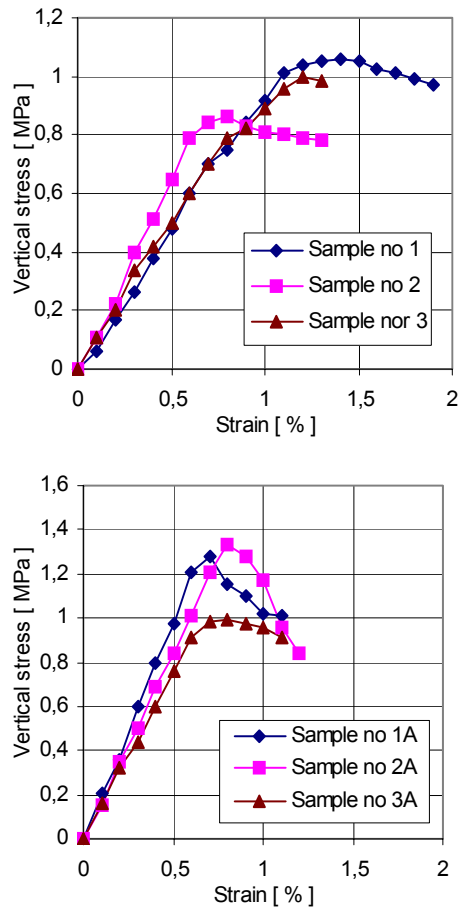 1,2
1
0,8
0,6
0,4
0,2
0
Vertical stress [ MPa]
Sample no 1
Sample no 2
Sample nor 3
0 0,5 1 1,5 2
Strain [ % ]
1,6
1,4
1,2
1
0,8
0,6
0,4
0,2
0
Vertical stress [ MPa]
Sample no 1A
Sample no 2A
Sample no 3A
0 0,5 1 1,5 2
Strain [ % ]